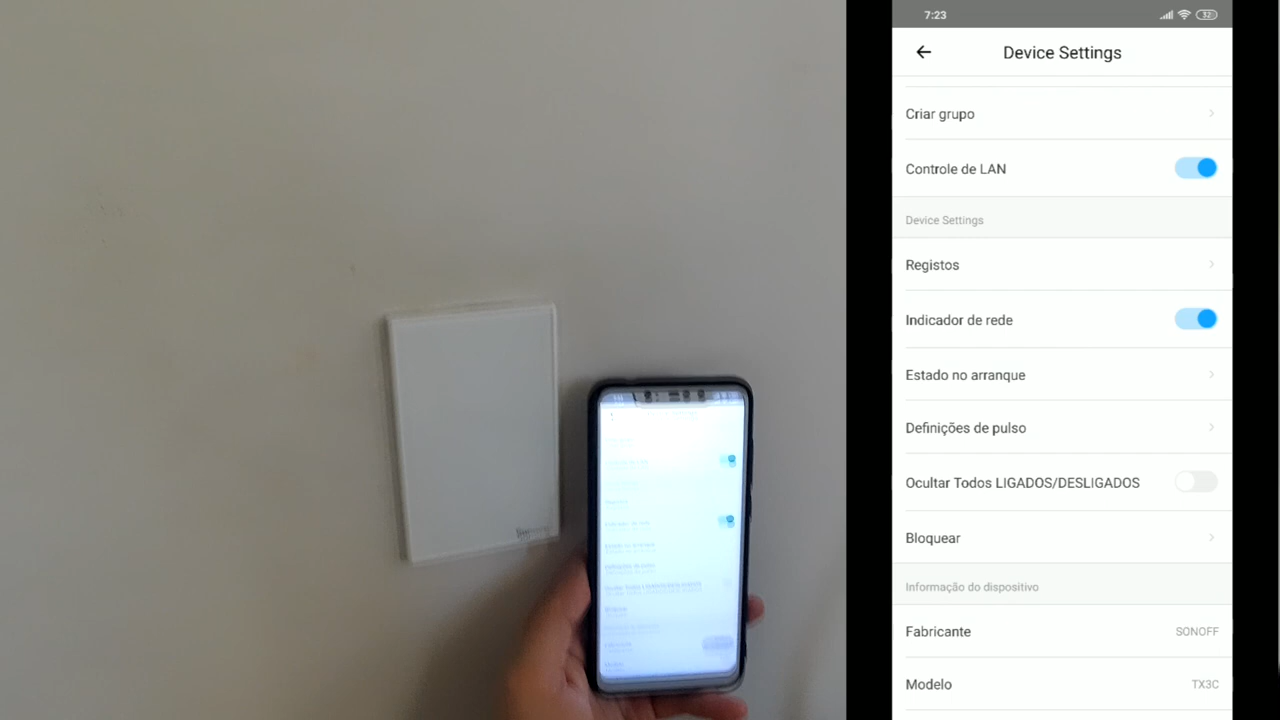 7:23
32
Device Settings
Criar grupo
Controle de LAN
Device Settings
Registos
Indicador de rede
Estado no arranque
Definições de pulso
Ocultar Todos LIGADOS/DESLIGADOS
Bloquear
Informação do dispositivo
Fabricante SONOFF
Modelo TX3C